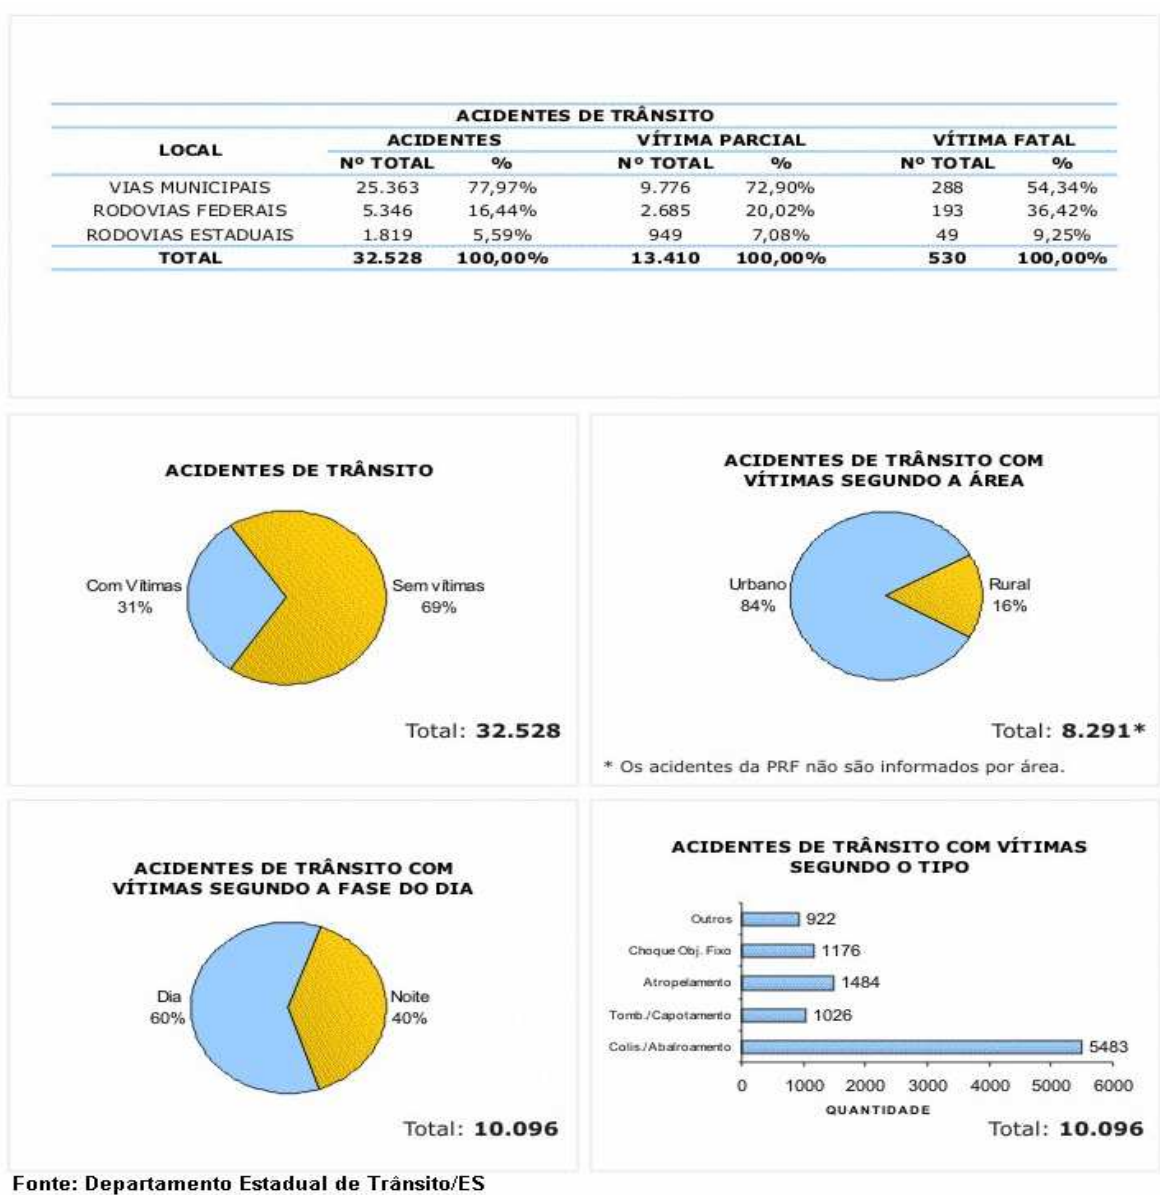 ACIDENTES DE TRÂNSITO
LOCAL ACIDENTES VÍTIMA PARCIAL VÍTIMA FATAL
Nº TOTAL % Nº TOTAL % Nº TOTAL %
VIAS MUNICIPAIS 25.363 77,97% 9.776 72,90% 288 54,34%
RODOVIAS FEDERAIS 5.346 16,44% 2.685 20,02% 193 36,42%
RODOVIAS ESTADUAIS 1.819 5,59% 949 7,08% 49 9,25%
TOTAL 32.528 100,00% 13.410 100,00% 530 100,00%
ACIDENTES DE TRÂNSITO
Com Vítimas
31%
Sem vítimas
69%
Total: 32.528
ACIDENTES DE TRÂNSITO COM
VÍTIMAS SEGUNDO A ÁREA
Urbano
84%
Rural
16%
Total: 8.291*
* Os acidentes da PRF não são informados por área.
ACIDENTES DE TRÂNSITO COM
VÍTIMAS SEGUNDO A FASE DO DIA
Dia
60%
Noite
40%
Total: 10.096
ACIDENTES DE TRÂNSITO COM VÍTIMAS
SEGUNDO O TIPO
Outros 922
Choque Obj. Fixo 1176
Atropelamento 1484
Tomb./Capotamento 1026
Colis./Abalroamento 5483
0 1000 2000 3000 4000 5000 6000
QUANTIDADE
Total: 10.096
Fonte: Departamento Estadual de Trânsito/ES